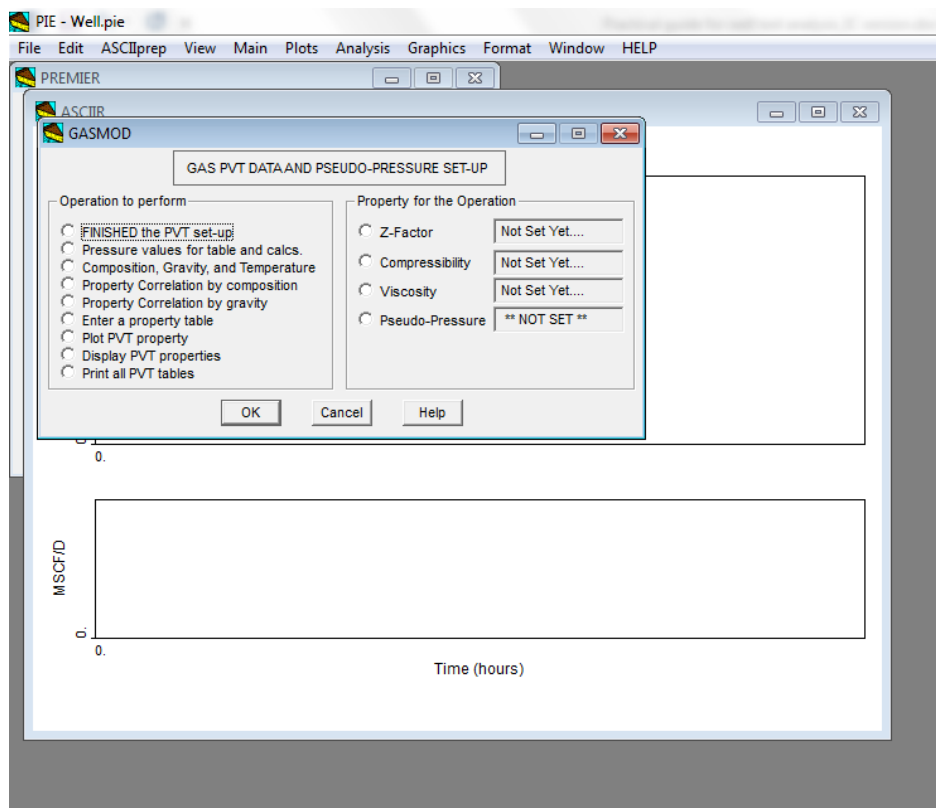 PIE - Well.pie
File Edit ASCIIprep View Main Plots Analysis Graphics Format Window HELP
PREMIER
ASCIIR
GASMOD
GAS PVT DATA AND PSEUDO-PRESSURE SET-UP
Operation to perform
FINISHED the PVT set-up
Pressure values for table and calcs.
Composition, Gravity, and Temperature
Property Correlation by composition
Property Correlation by gravity
Enter a property table
Plot PVT property
Display PVT properties
Print all PVT tables
Property for the Operation
Z-Factor Not Set Yet....
Compressibility Not Set Yet....
Viscosity Not Set Yet....
Pseudo-Pressure ** NOT SET **
OK Cancel Help
0.
MSCF/D
0.
0.
Time (hours)